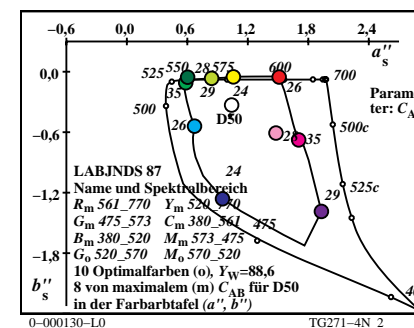 −0,6 0,0 0,6 1,2 1,8 2,4
a''s
525 550 28 575 600 700
0,0
35 29 24 26
Param
ter: CA
500 D50
26 28 35 500c
−0,6
LABJNDS 87 24
Name und Spektralbereich 29 525c
Rm 561_770 Ym 520_770
−1,2
Gm 475_573 Cm 380_561 475
Bm 380_520 Mm 573_475
Go 520_570 Mo 570_520
−1,8
10 Optimalfarben (o), YW=88,6
b''s
8 von maximalem (m) CAB für D50
in der Farbarbtafel (a'', b'')
0−000130−L0 TG271−4N 2